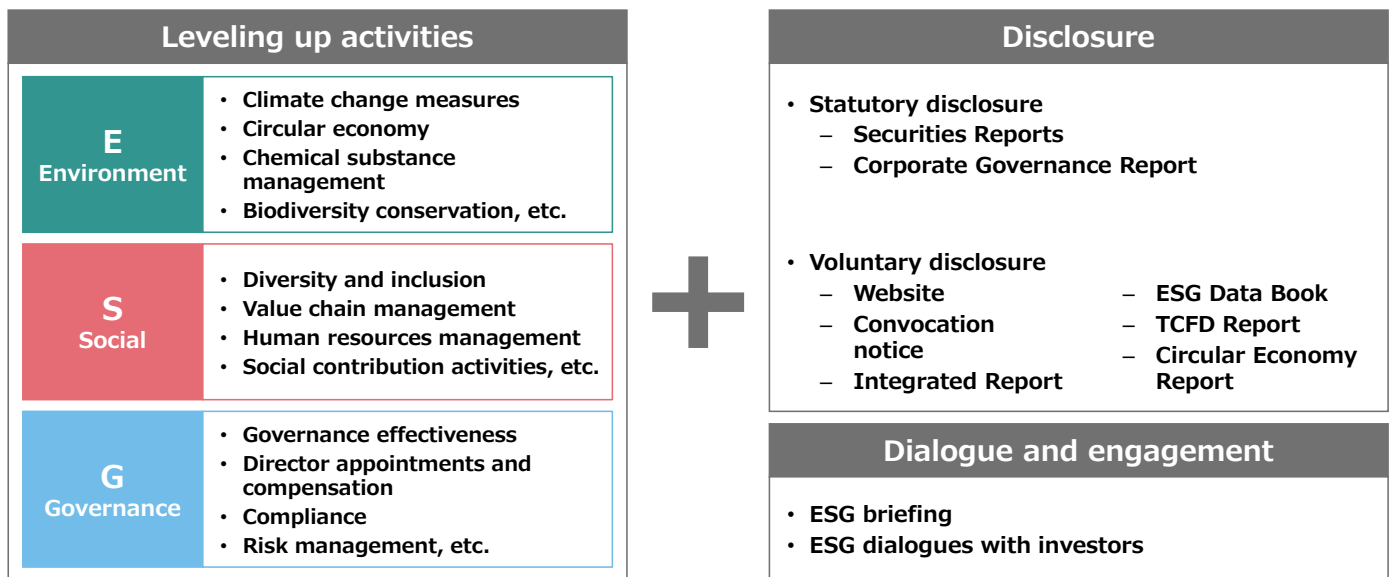 Leveling up activities
E
Environment
• Climate change measures
• Circular economy
• Chemical substance
management
• Biodiversity conservation, etc.
S
Social
• Diversity and inclusion
• Value chain management
• Human resources management
• Social contribution activities, etc.
G
Governance
• Governance effectiveness
• Director appointments and
compensation
• Compliance
• Risk management, etc.
+
Disclosure
• Statutory disclosure
– Securities Reports
– Corporate Governance Report
• Voluntary disclosure
– Website
– Convocation
notice
– Integrated Report
– ESG Data Book
– TCFD Report
– Circular Economy
Report
Dialogue and engagement
• ESG briefing
• ESG dialogues with investors